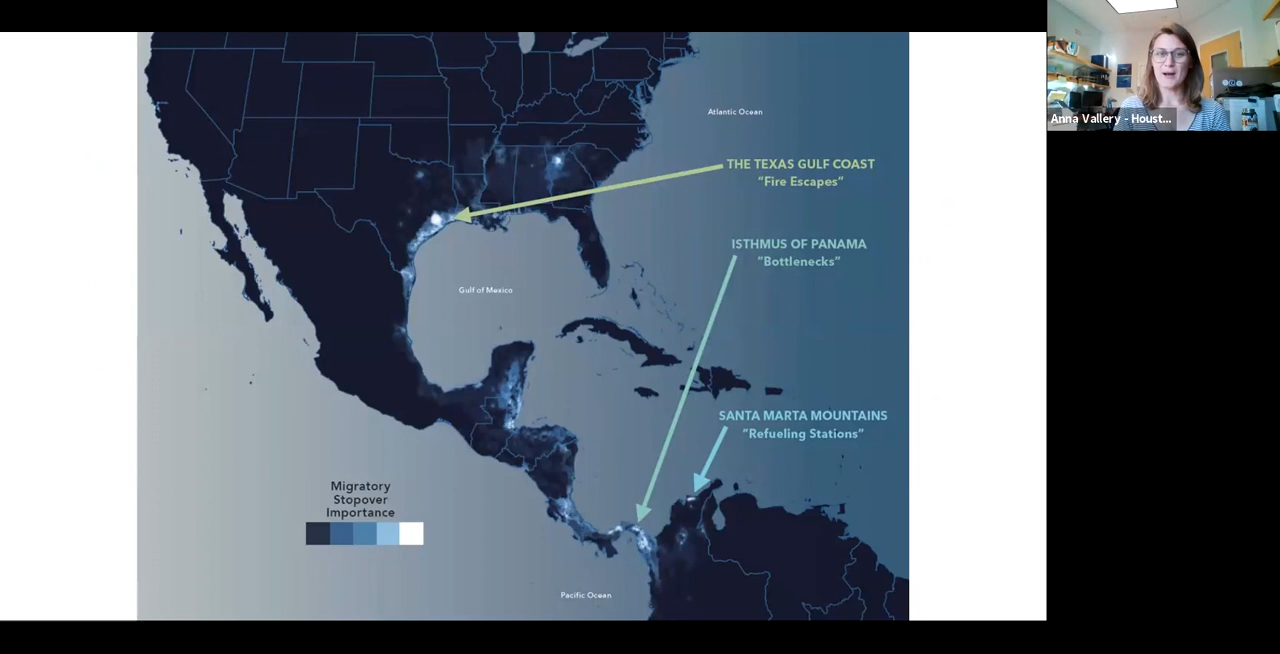 Atlantic Ocean
THE TEXAS GULF COAST
“Fire Escapes”
ISTHMUS OF PANAMA
“Bottlenecks”
Gulf of Mexico
SANTA MARTA MOUNTAINS
“Refueling Stations”
Migratory
Stopover
Importance
Pacific Ocean
Anna Vallery - Houst...